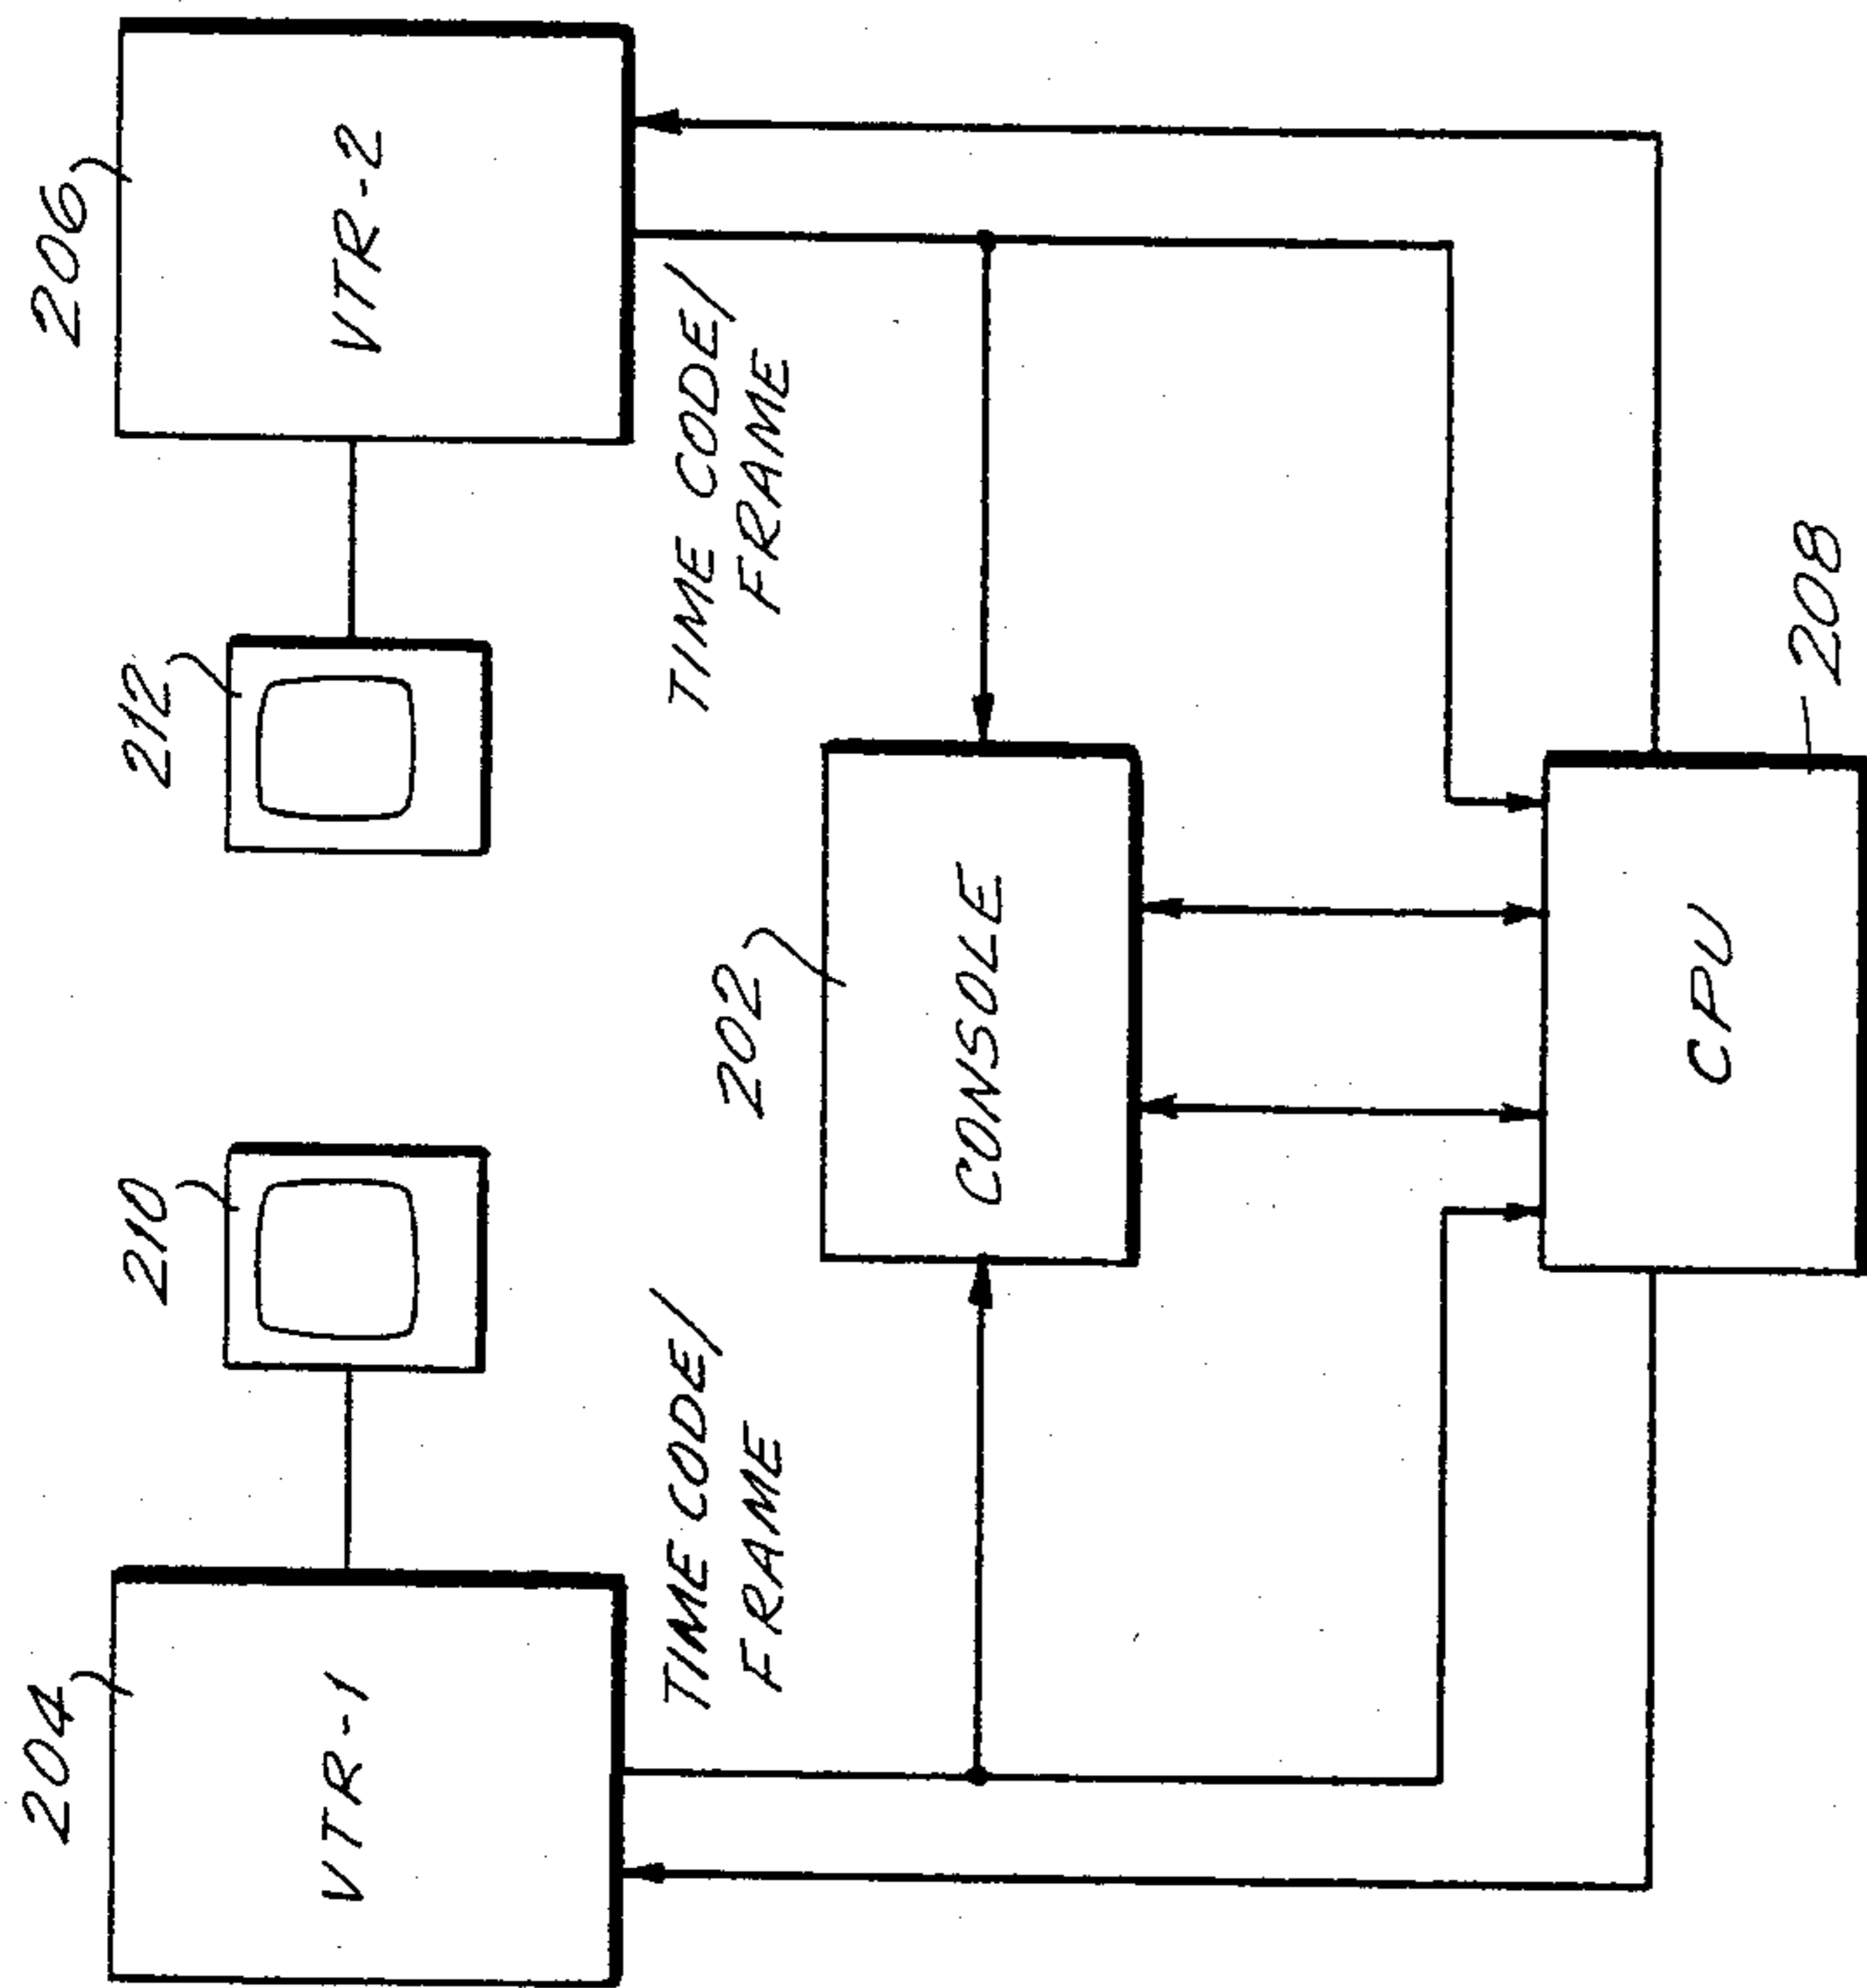 204
VTR-1
210
212
206
VTR-2
TIME CODE/
FRAME
TIME CODE/
FRAME
202
CONSOLE
CPU
208